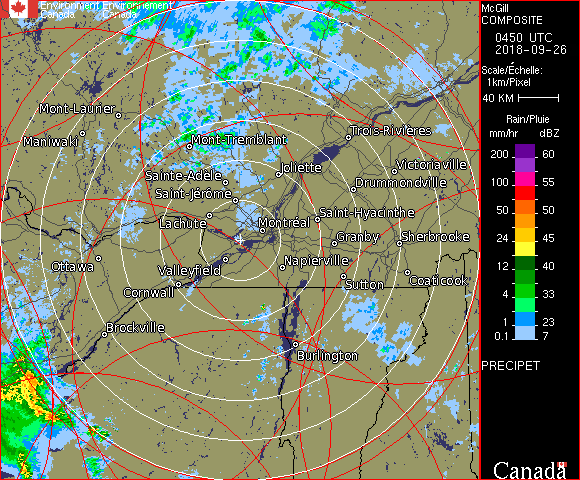 Environment Environnement
Canada Canada
McGill
COMPOSITE
0450 UTC
2018-09-26
Scale/Échelle:
1km/Pixel
40 KM
Rain/Pluie
mm/hr dBZ
200 60
100 55
50 50
24 45
12 40
4 33
1 23
0.1 7
PRECIPET
Canada
Mont-Laurier
Maniwaki
Mont-Tremblant
Trois-Rivières
Sainte-Adèle
Joliette
Victoriaville
Saint-Jérôme
Drummondville
Lachute
Montréal
Saint-Hyacinthe
Granby
Sherbrooke
Ottawa
Valleyfield
Napierville
Cornwall
Sutton
Coaticook
Brockville
Burlington